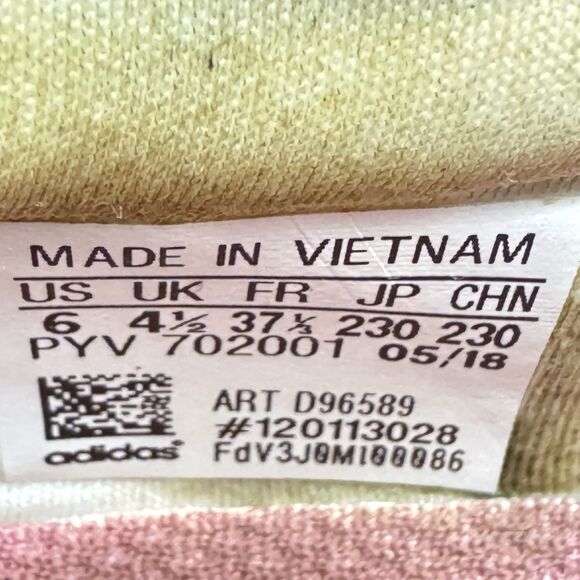 MADE IN VIETNAM
US UK FR JP CHN
6 4½ 37⅓ 230 230
PYV 702001 05/18
ART D96589
#120113028
adidas
FdV3J0Ml00086